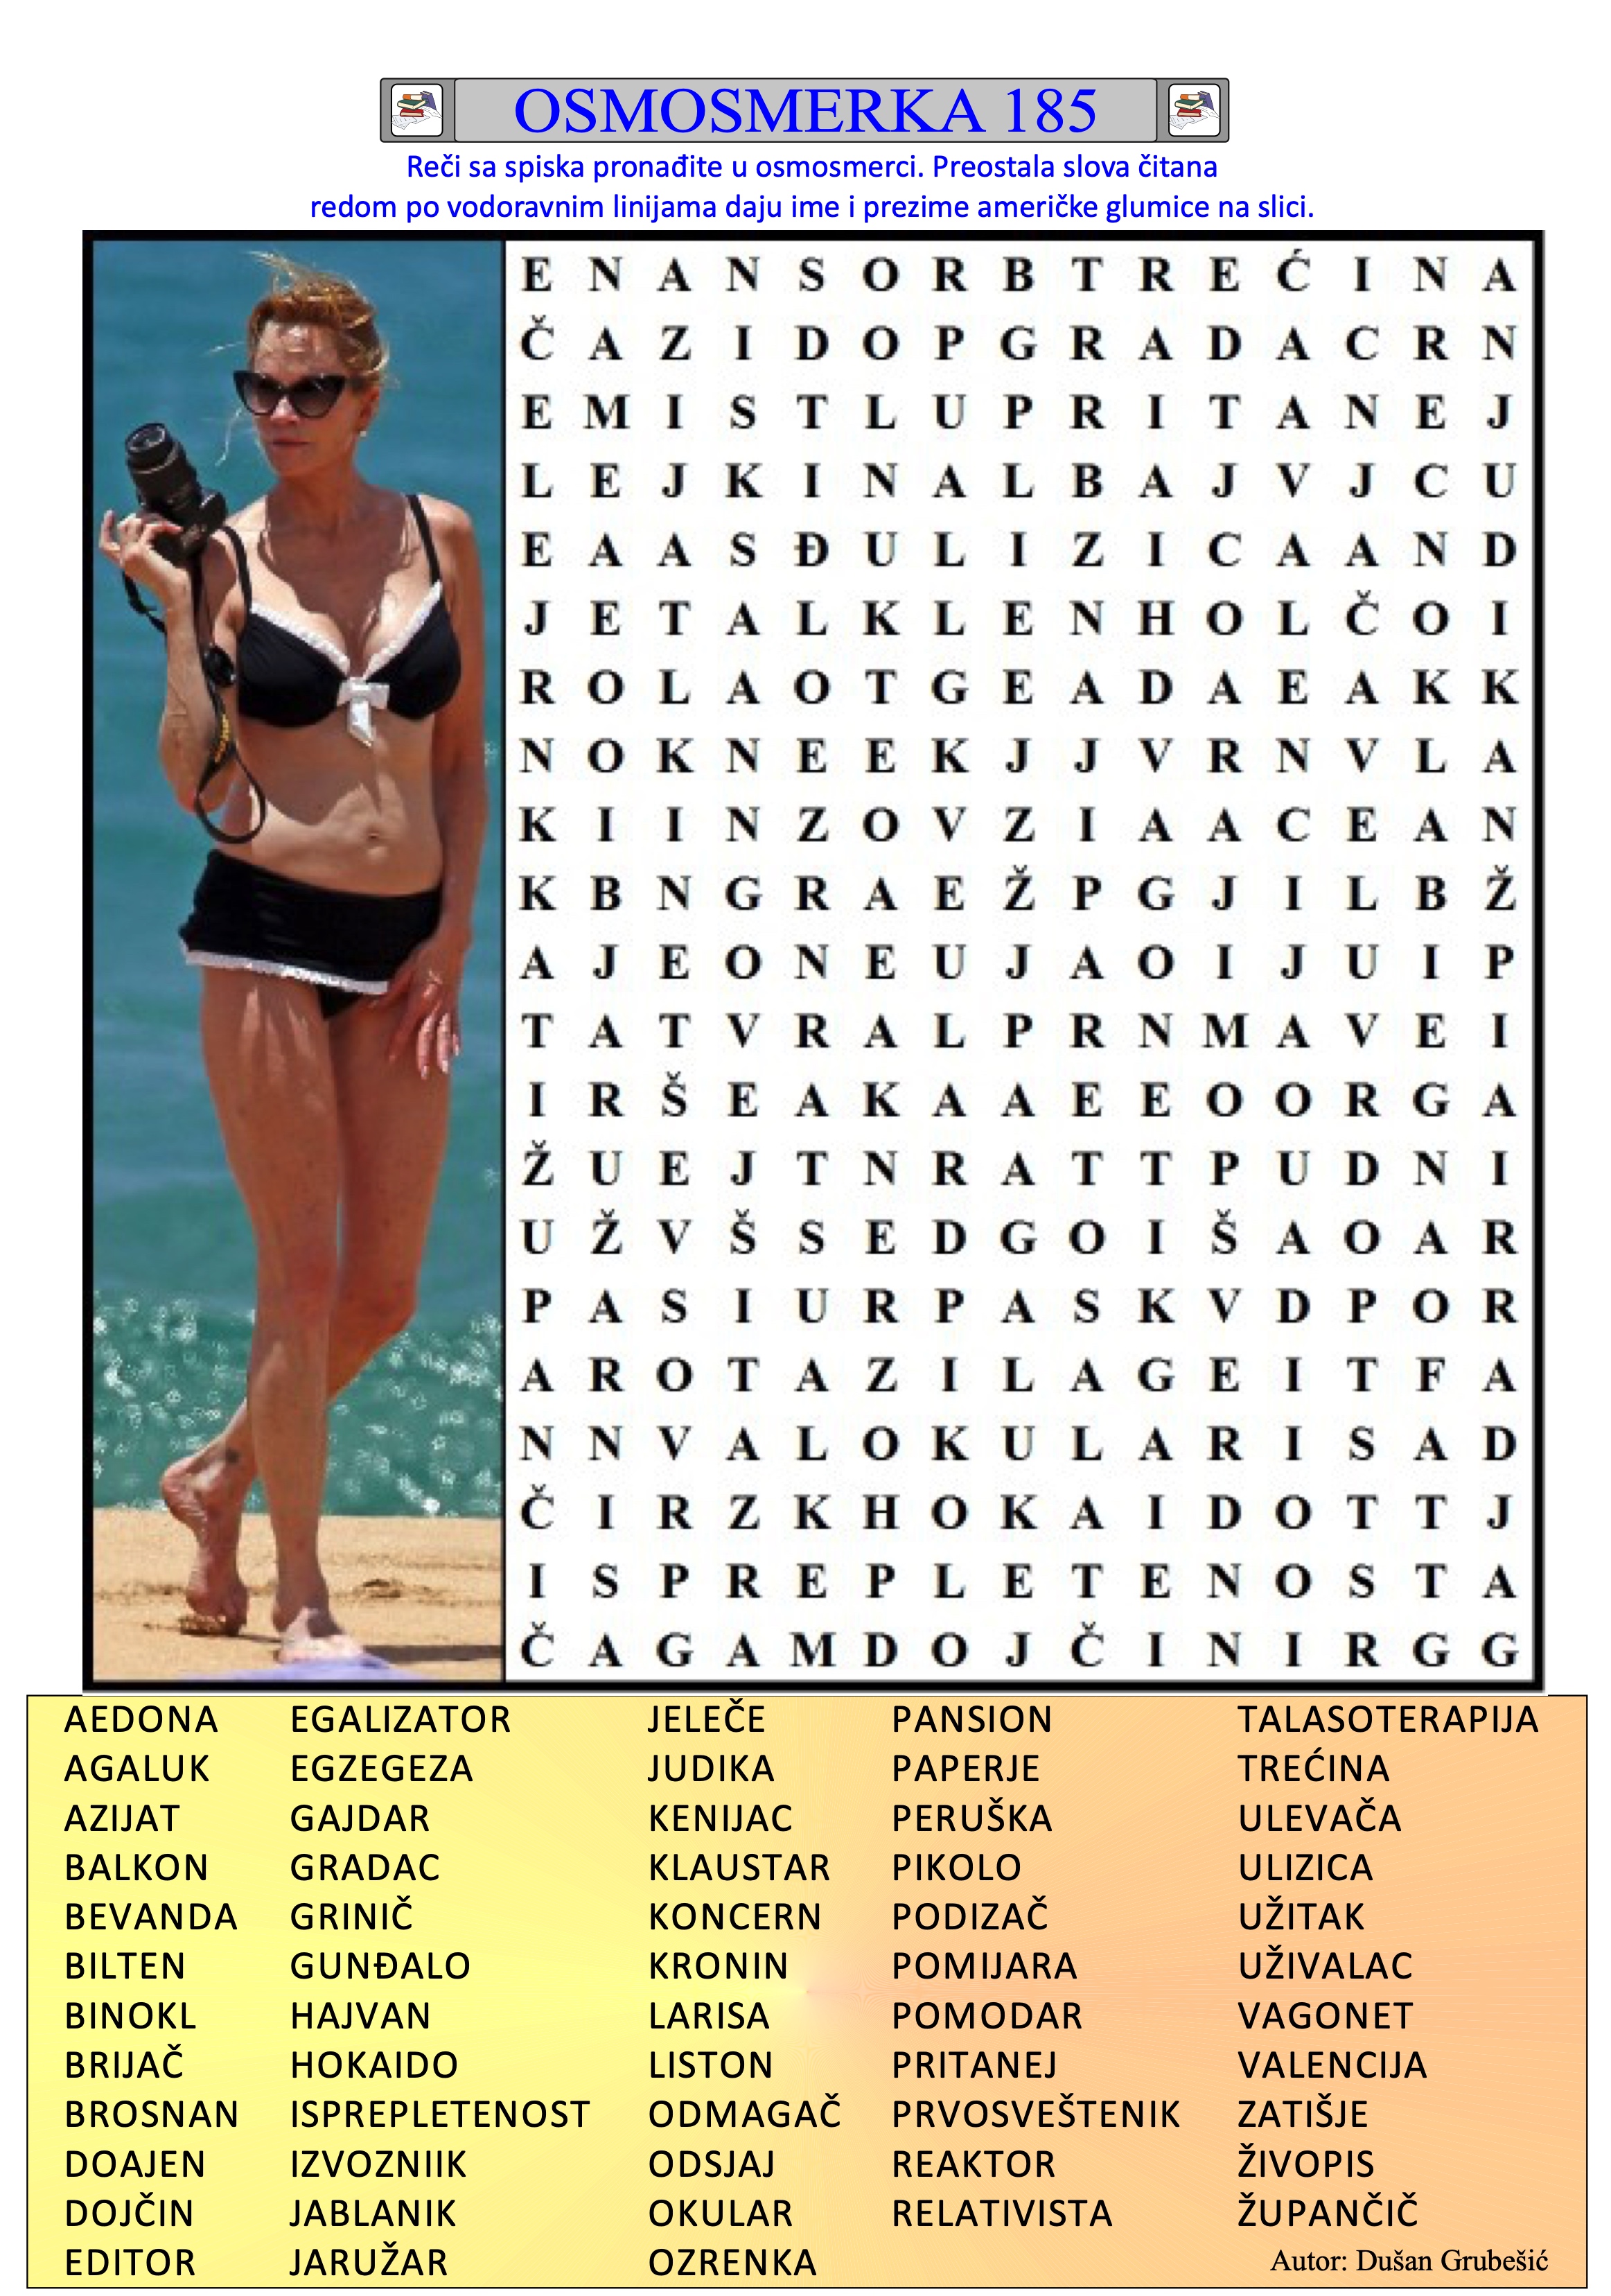 OSMOSMERKA 185
Reči sa spiska pronađite u osmosmerci. Preostala slova čitana
redom po vodoravnim linijama daju ime i prezime američke glumice na slici.
E N A N S O R B T R E Ć I N A
Č A Z I D O P G R A D A C R N
E M I S T L U P R I T A N E J
L E J K I N A L B A J V J C U
E A A S Đ U L I Z I C A A N D
J E T A L K L E N H O L Č O I
R O L A O T G E A D A E A K K
N O K N E E K J J V R N V L A
K I I N Z O V Z I A A C E A N
K B N G R A E Ž P G J I L B Ž
A J E O N E U J A O I J U I P
T A T V R A L P R N M A V E I
I R Š E A K A A E E O O R G A
Ž U E J T N R A T T P U D N I
U Ž V Š S E D G O I Š A O A R
P A S I U R P A S K V D P O R
A R O T A Z I L A G E I T F A
N N V A L O K U L A R I S A D
Č I R Z K H O K A I D O T T J
I S P R E P L E T E N O S T A
Č A G A M D O J Č I N I R G G
AEDONA EGALIZATOR JELEČE PANSION TALASOTERAPIJA
AGALUK EGZEGEZA JUDIKA PAPERJE TREĆINA
AZIJAT GAJDAR KENIJAC PERUŠKA ULEVAČA
BALKON GRADAC KLAUSTAR PIKOLO ULIZICA
BEVANDA GRINIČ KONCERN PODIZAČ UŽITAK
BILTEN GUNĐALO KRONIN POMIJARA UŽIVALAC
BINOKL HAJVAN LARISA POMODAR VAGONET
BRIJAČ HOKAIDO LISTON PRITANEJ VALENCIJA
BROSNAN ISPREPLETENOST ODMAGAČ PRVOSVEŠTENIK ZATIŠJE
DOAJEN IZVOZNIIK ODSJAJ REAKTOR ŽIVOPIS
DOJČIN JABLANIK OKULAR RELATIVISTA ŽUPANČIČ
EDITOR JARUŽAR OZRENKA Autor: Dušan Grubešić